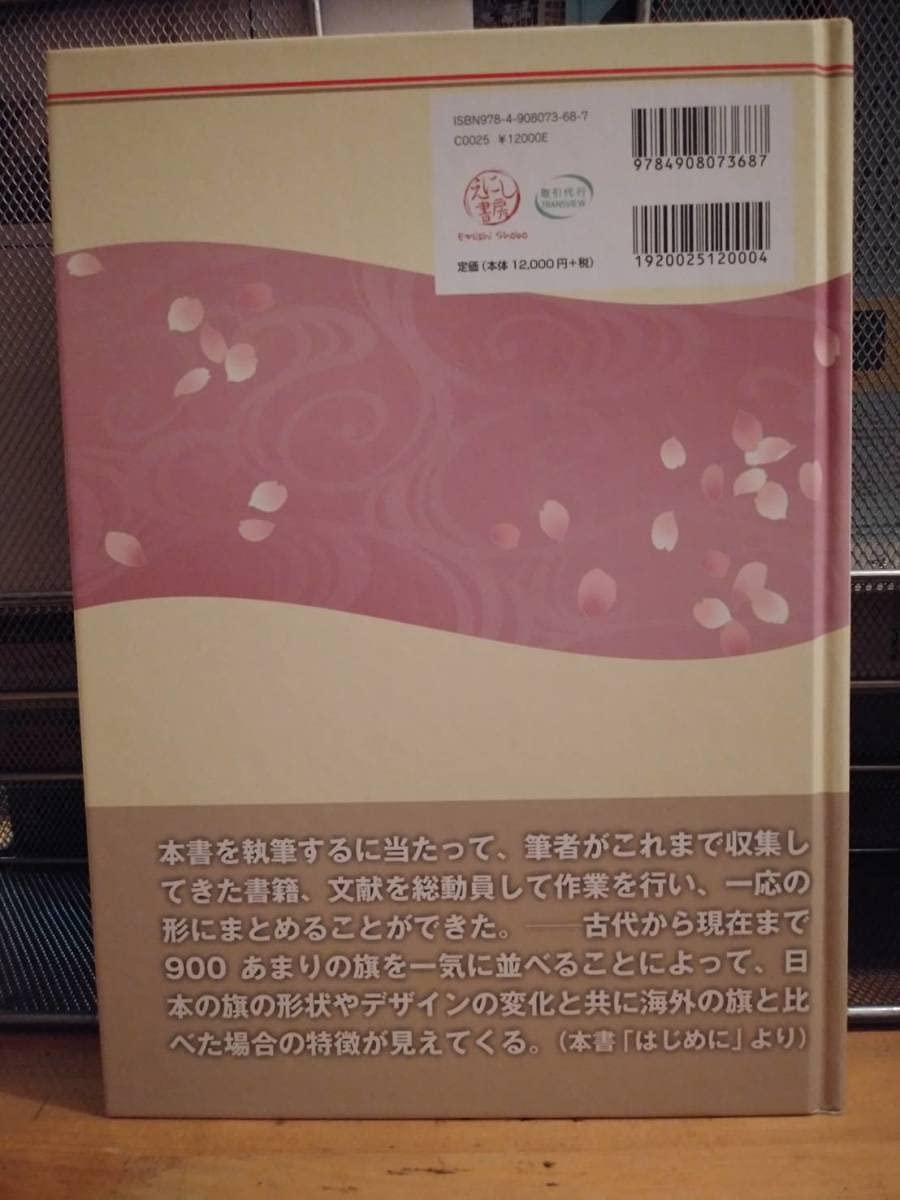 ISBN978-4-908073-68-7
C0025 ¥12000E
9784908073687
えにし
書房
Enishi Shobo
取引代行
TRANSVIEW
定価(本体12,000円+税)
1920025120004
本書を執筆するに当たって、筆者がこれまで収集し
てきた書籍、文献を総動員して作業を行い、一応の
形にまとめることができた。──古代から現在まで
900 あまりの旗を一気に並べることによって、日
本の旗の形状やデザインの変化と共に海外の旗と比
べた場合の特徴が見えてくる。(本書「はじめに」より)